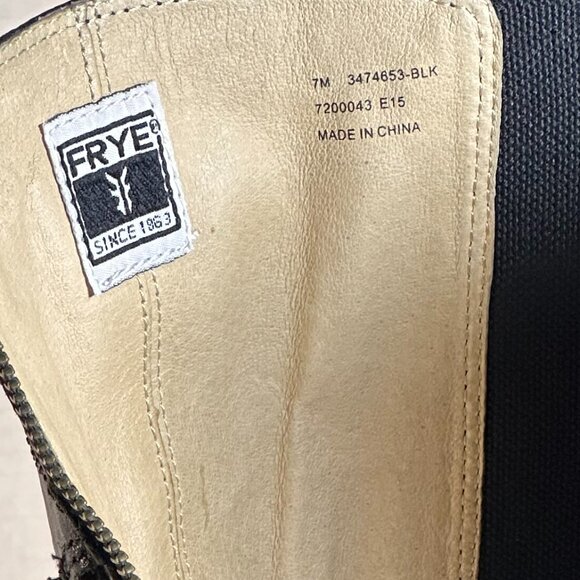 FRYE®
SINCE 1863
7M 3474653-BLK
7200043 E15
MADE IN CHINA